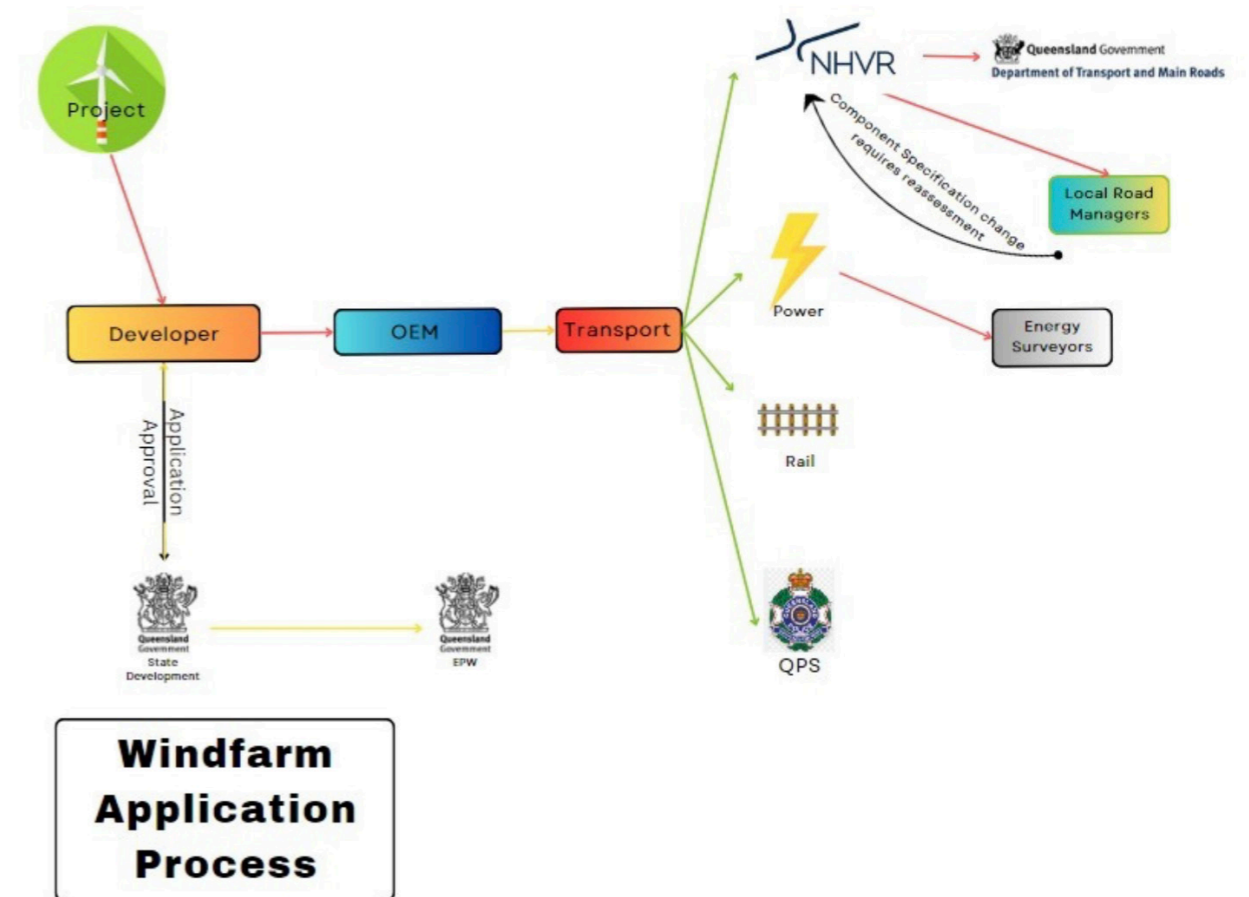 Project
NHVR
Queensland Government
Department of Transport and Main Roads
Component Specification change
requires reassessment
Local Road
Managers
Power
Energy
Surveyors
Developer
OEM
Transport
Application
Approval
Rail
Queensland
Government
State
Development
Queensland
Government
EPW
QUEENSLAND
QPS
Windfarm
Application
Process